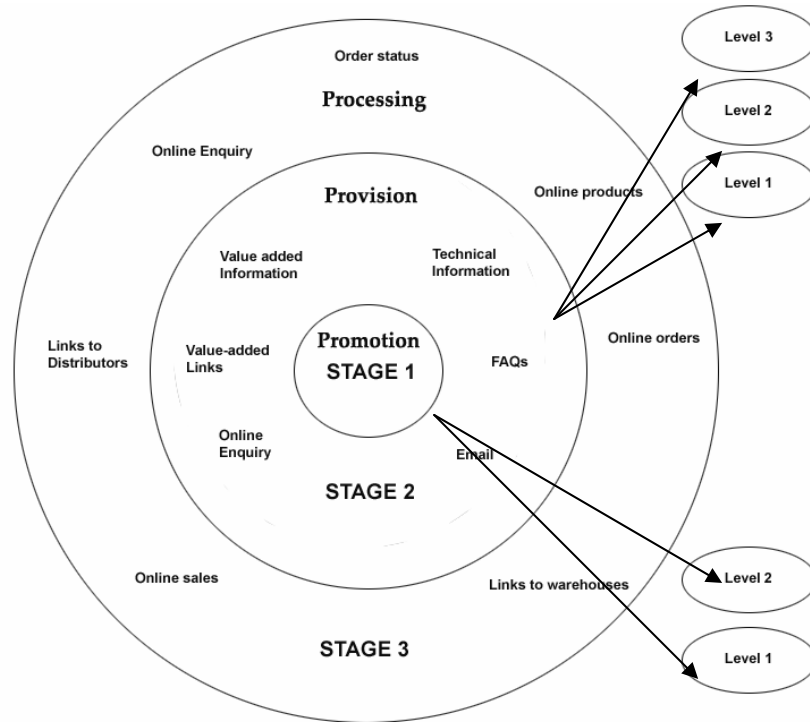 Level 3
Order status
Processing
Level 2
Online Enquiry
Level 1
Provision
Online products
Value added
Information
Technical
Information
Promotion
STAGE 1
Links to
Distributors
Value-added
Links
FAQs
Online orders
Online
Enquiry
Email
STAGE 2
Online sales
Links to warehouses
Level 2
STAGE 3
Level 1